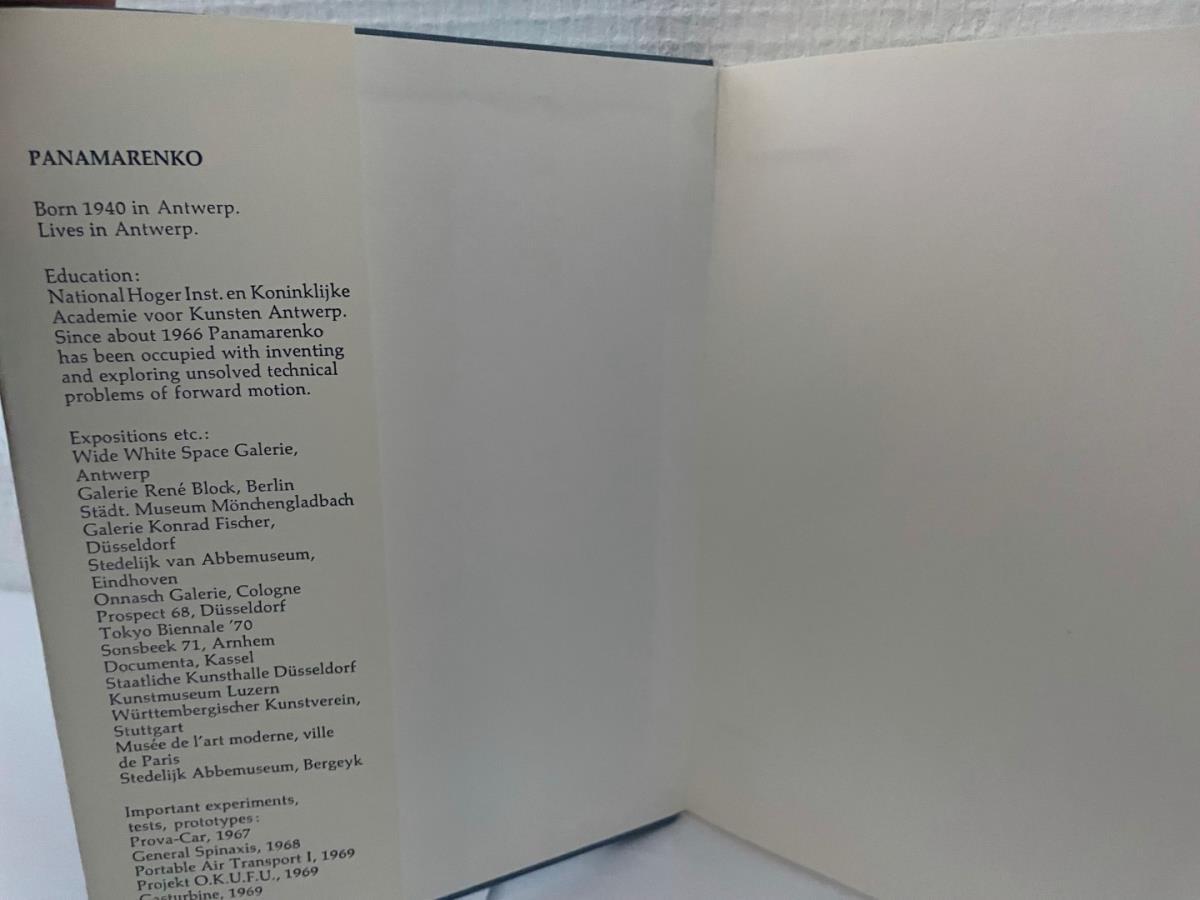 PANAMARENKO
Born 1940 in Antwerp.
Lives in Antwerp.
Education:
National Hoger Inst. en Koninklijke
Academie voor Kunsten Antwerp.
Since about 1966 Panamarenko
has been occupied with inventing
and exploring unsolved technical
problems of forward motion.
Expositions etc.:
Wide White Space Galerie,
Antwerp
Galerie René Block, Berlin
Städt. Museum Mönchengladbach
Galerie Konrad Fischer,
Düsseldorf
Stedelijk van Abbemuseum,
Eindhoven
Onnasch Galerie, Cologne
Prospect 68, Düsseldorf
Tokyo Biennale '70
Sonsbeek 71, Arnhem
Documenta, Kassel
Staatliche Kunsthalle Düsseldorf
Kunstmuseum Luzern
Württembergischer Kunstverein,
Stuttgart
Musée de l'art moderne, ville
de Paris
Stedelijk Abbemuseum, Bergeyk
Important experiments,
tests, prototypes:
Prova-Car, 1967
General Spinaxis, 1968
Portable Air Transport I, 1969
Projekt O.K.U.F.U., 1969
Gasturbine, 1969